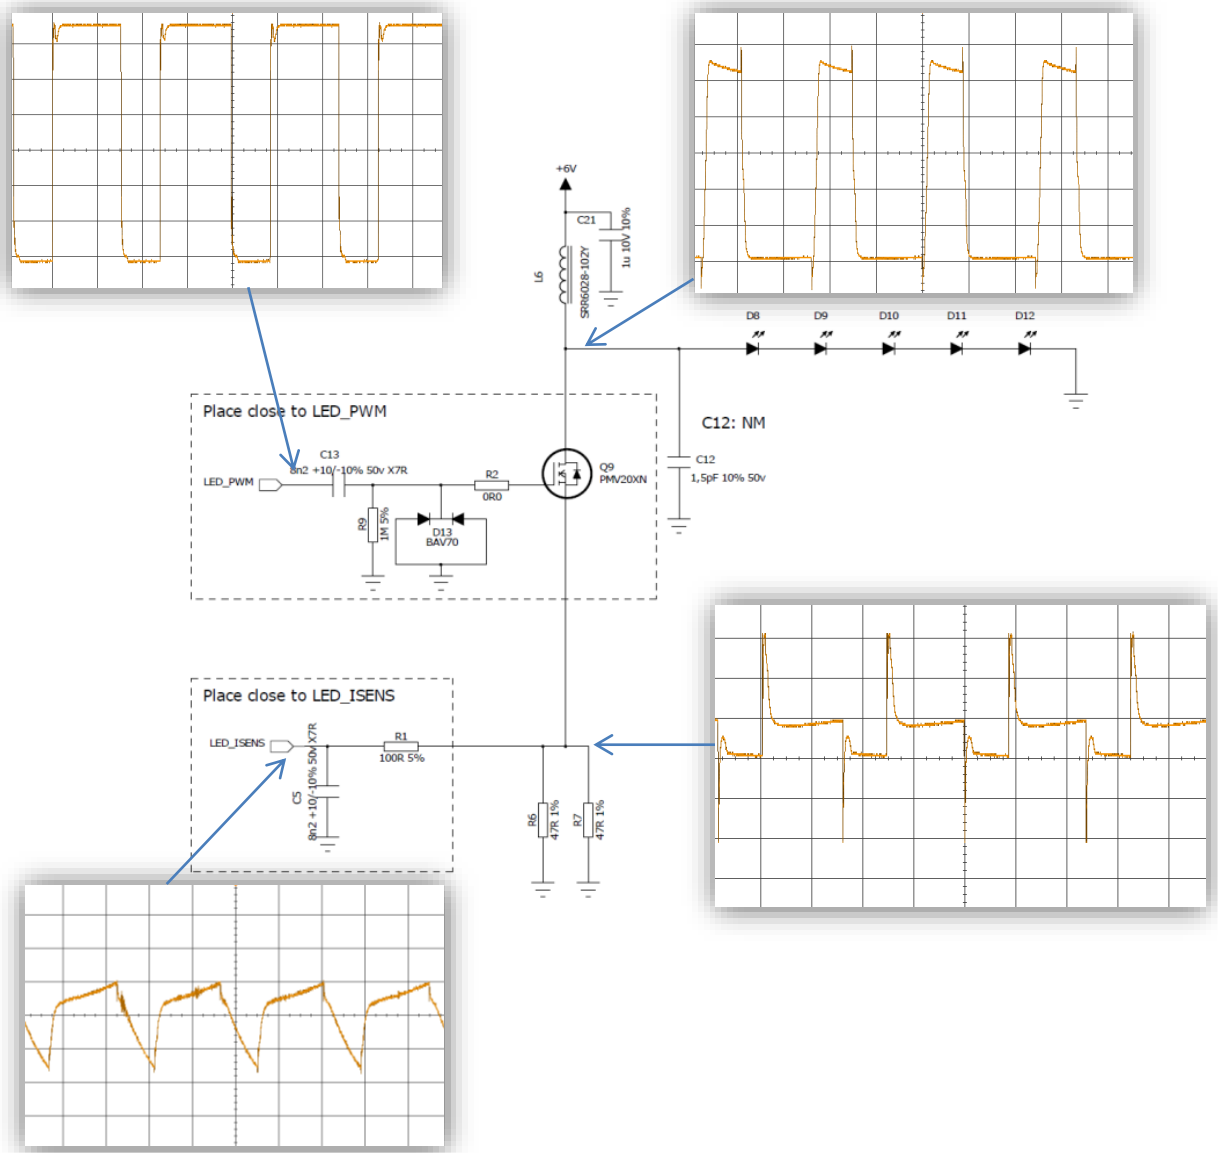 +6V
C21
1u 10V 10%
L6
SRR6028-102Y
D8
D9
D10
D11
D12
Place close to LED_PWM
C12: NM
C13
8n2 +10/-10% 50v X7R
LED_PWM
R2
0R0
Q9
PMV20XN
C12
1,5pF 10% 50v
R9
1M 5%
D13
BAV70
Place close to LED_ISENS
LED_ISENS
R1
100R 5%
C5
8n2 +10/-10% 50v X7R
R6
47R 1%
R7
47R 1%